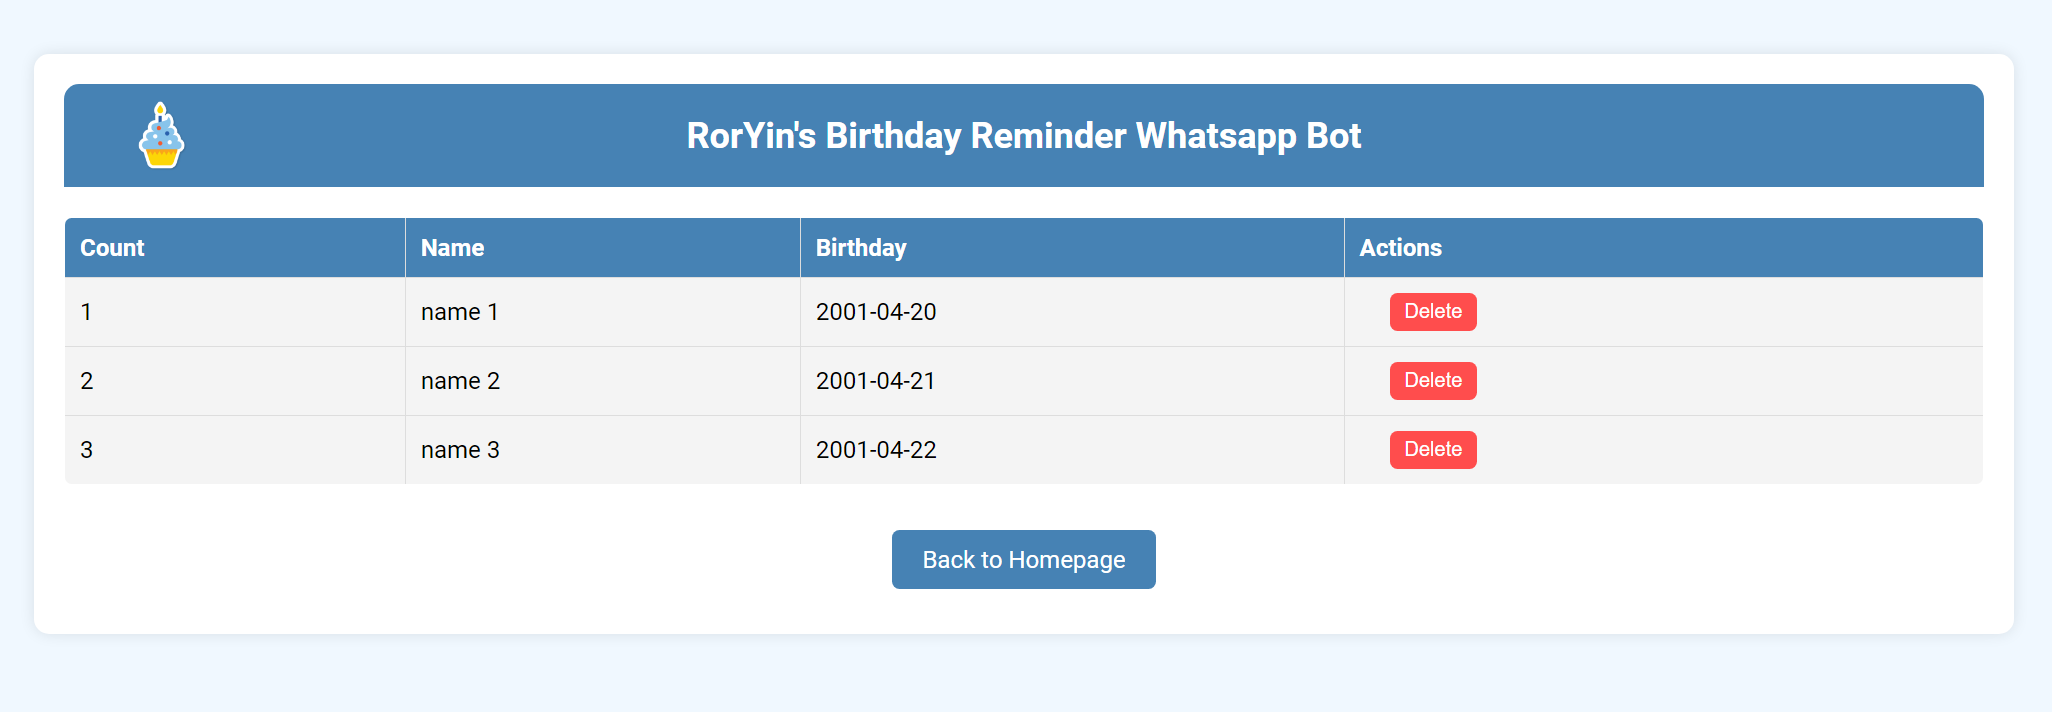 RorYin's Birthday Reminder Whatsapp Bot
Count Name Birthday Actions
1 name 1 2001-04-20 Delete
2 name 2 2001-04-21 Delete
3 name 3 2001-04-22 Delete
Back to Homepage